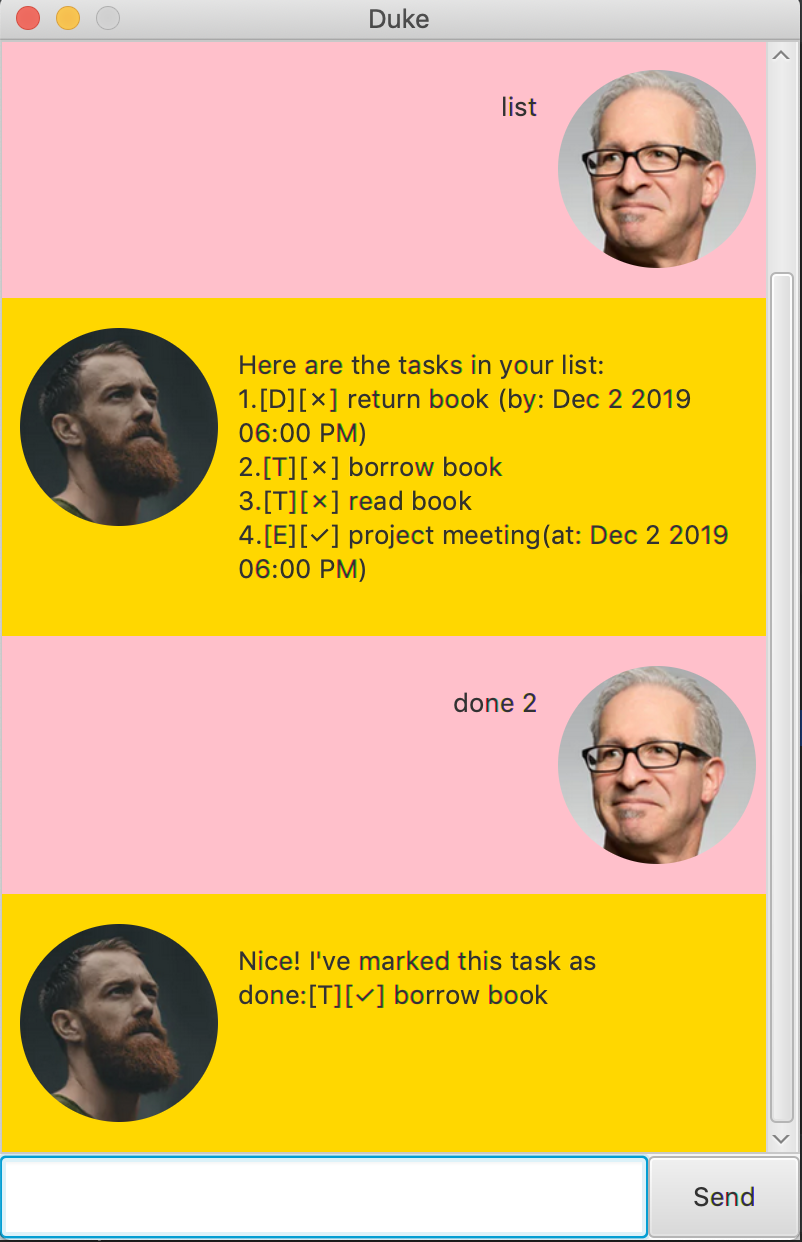 Duke
list
Here are the tasks in your list:
1.[D][×] return book (by: Dec 2 2019
06:00 PM)
2.[T][×] borrow book
3.[T][×] read book
4.[E][✓] project meeting(at: Dec 2 2019
06:00 PM)
done 2
Nice! I've marked this task as
done:[T][✓] borrow book
Send